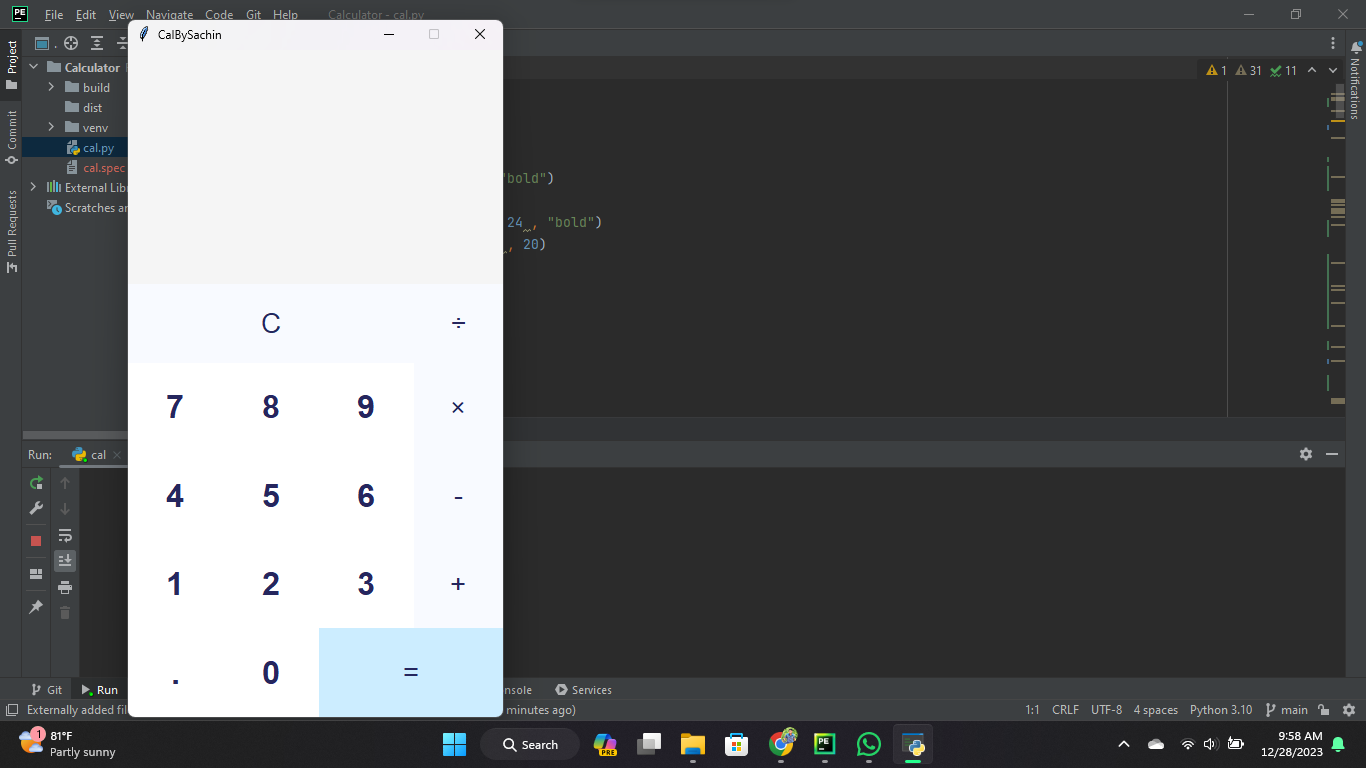 File Edit View Navigate Code Git Help Calculator - cal.py
CalBySachin
Project
Commit
Pull Requests
Notifications
Calculator
build
dist
venv
cal.py
cal.spec
External Libr
Scratches an
1 31 11
"bold")
24 , "bold")
, 20)
C ÷
7 8 9 ×
4 5 6 -
1 2 3 +
. 0 =
Run: cal
Git Run nsole Services
Externally added fil minutes ago) 1:1 CRLF UTF-8 4 spaces Python 3.10 main
1
81°F
Partly sunny
Search
PRE
PE
9:58 AM
12/28/2023